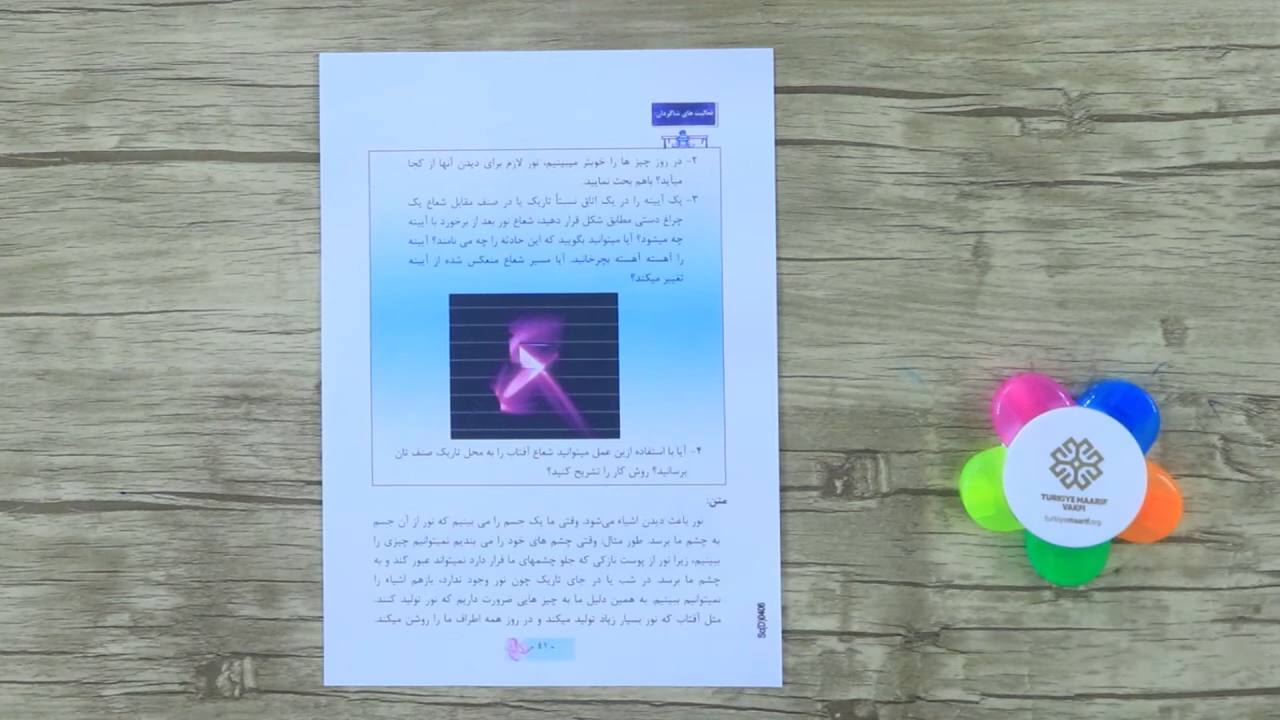 فعالیت های شاگردان:
۲- در روز چیز ها را خوبتر میبینیم، نور لازم برای دیدن آنها از کجا
میآید؟ باهم بحث نمایید.
۳- یک آیینه را در یک اتاق نسبتاً تاریک یا در صنف مقابل شعاع یک
چراغ دستی مطابق شکل قرار دهید، شعاع نور بعد از برخورد با آیینه
چه میشود؟ آیا میتوانید بگویید که این حادثه را چه می نامند؟ آیینه
را آهسته آهسته بچرخانید. آیا مسیر شعاع منعکس شده از آیینه
تغییر میکند؟
۴- آیا با استفاده ازین عمل میتوانید شعاع آفتاب را به محل تاریک صنف تان
برسانید؟ روش کار را تشریح کنید؟
متن:
نور باعث دیدن اشیاء می‌شود. وقتی ما یک جسم را می بینیم که نور از آن جسم
به چشم ما برسد. طور مثال: وقتی چشم های خود را می بندیم نمیتوانیم چیزی را
ببینیم، زیرا نور از پوست نازکی که جلو چشمهای ما قرار دارد نمیتواند عبور کند و به
چشم ما برسد. در شب یا در جای تاریک چون نور وجود ندارد، بازهم اشیاء را
نمیتوانیم ببینیم. به همین دلیل ما به چیز هایی ضرورت داریم که نور تولید کنند.
مثل آفتاب که نور بسیار زیاد تولید میکند و در روز همه اطراف ما را روشن میکند.
- ٤١ -
Sc(D)0406
TURKIYE MAARIF
VAKFI
turkiyemaarif.org